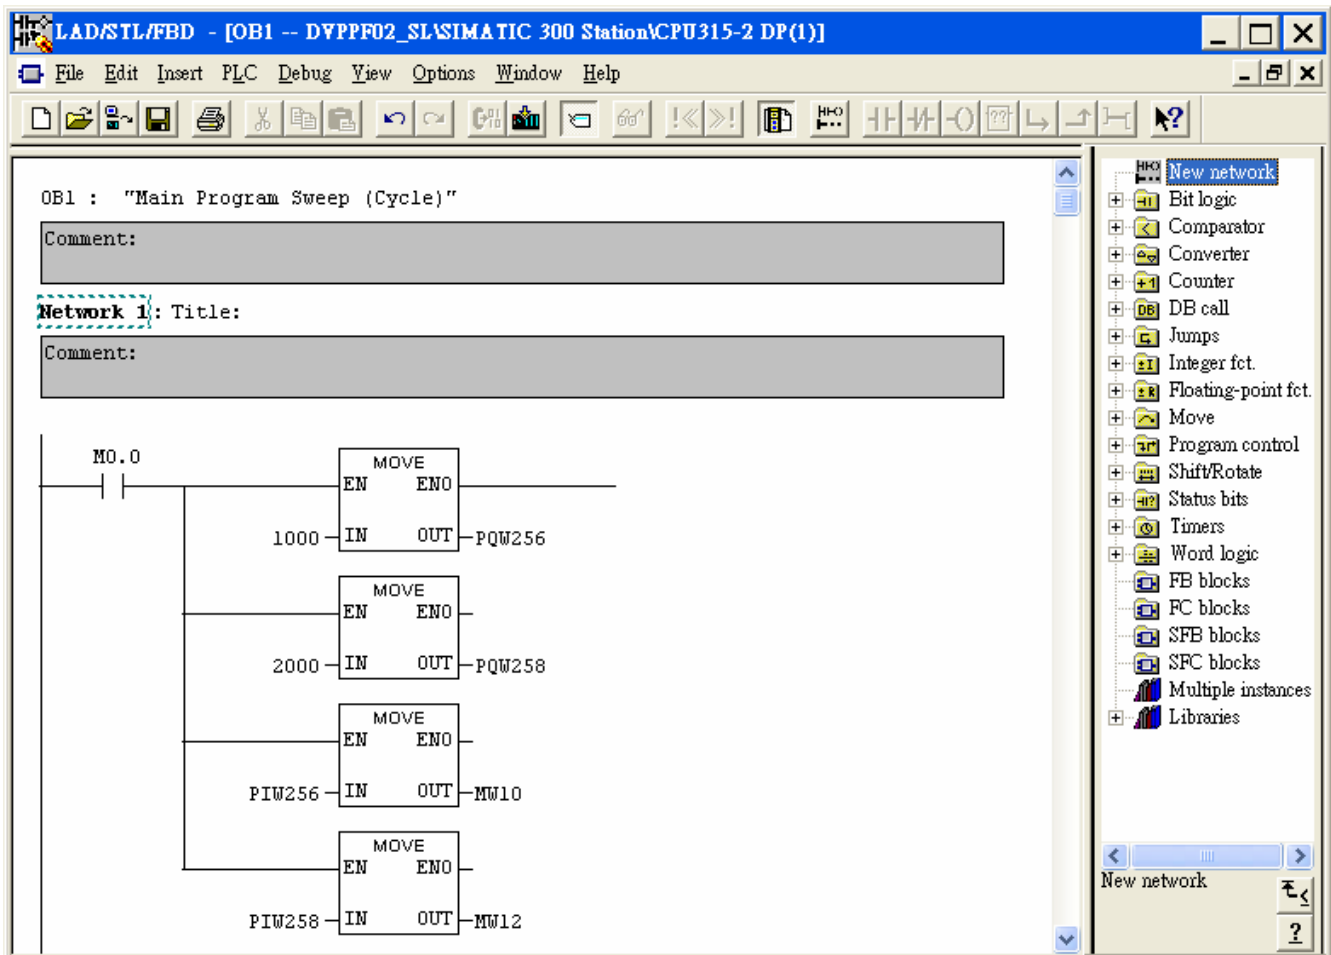 LAD/STL/FBD - [OB1 -- DVPPF02_SL\SIMATIC 300 Station\CPU315-2 DP(1)]
File Edit Insert PLC Debug View Options Window Help
OB1 : "Main Program Sweep (Cycle)"
Comment:
Network 1: Title:
Comment:
M0.0
MOVE
EN ENO
1000 IN OUT PQW256
MOVE
EN ENO
2000 IN OUT PQW258
MOVE
EN ENO
PIW256 IN OUT MW10
MOVE
EN ENO
PIW258 IN OUT MW12
New network
Bit logic
Comparator
Converter
Counter
DB call
Jumps
Integer fct.
Floating-point fct.
Move
Program control
Shift/Rotate
Status bits
Timers
Word logic
FB blocks
FC blocks
SFB blocks
SFC blocks
Multiple instances
Libraries
New network